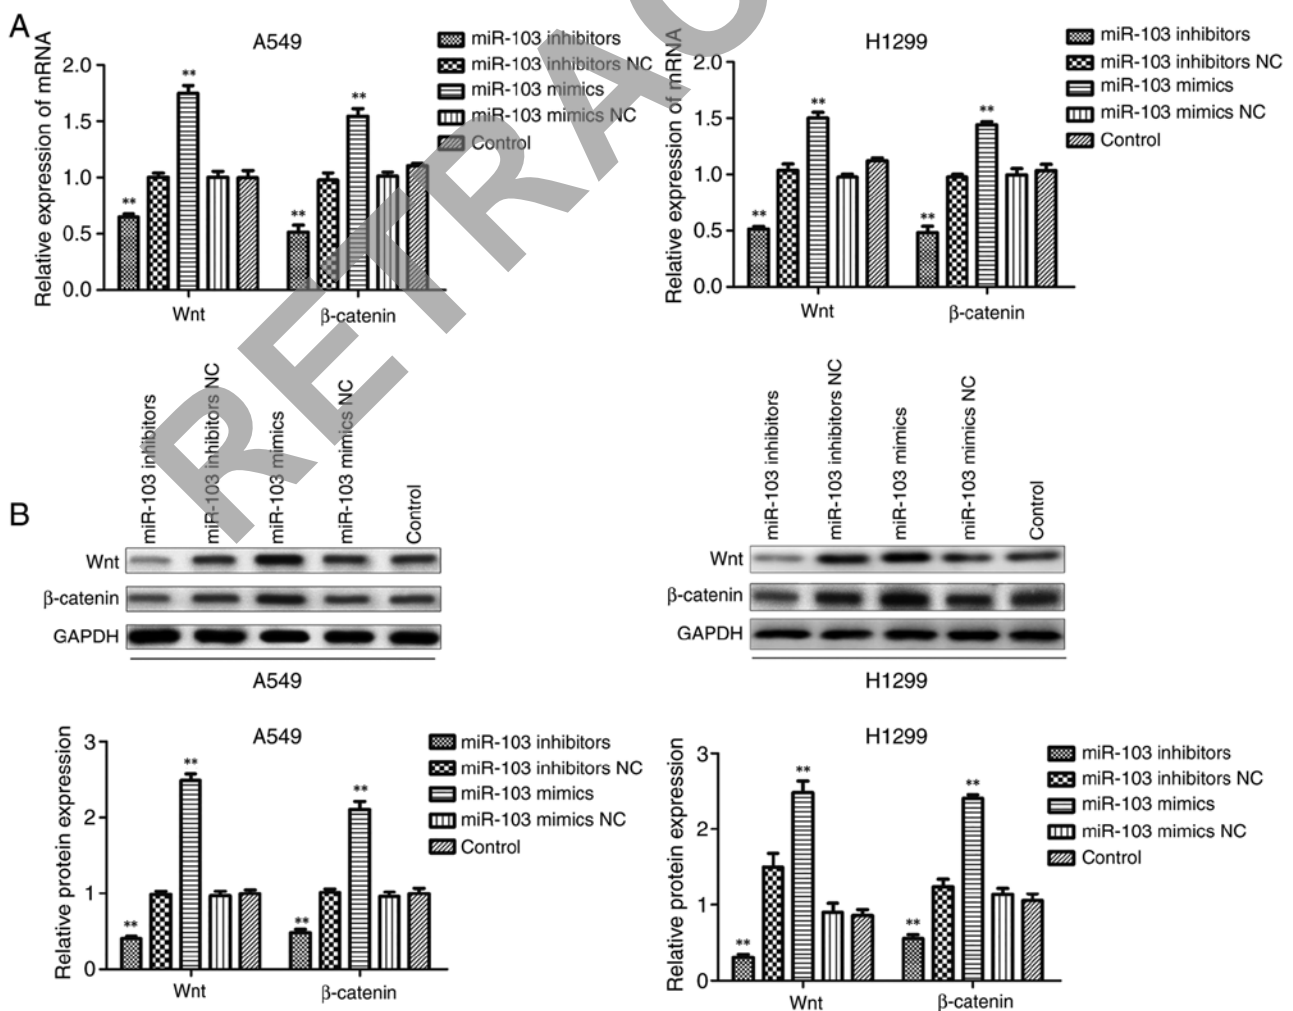 A
A549
Relative expression of mRNA
2.0
1.5
1.0
0.5
0.0
**
**
**
**
Wnt
β-catenin
miR-103 inhibitors
miR-103 inhibitors NC
miR-103 mimics
miR-103 mimics NC
Control
H1299
Relative expression of mRNA
2.0
1.5
1.0
0.5
0.0
**
**
**
**
Wnt
β-catenin
miR-103 inhibitors
miR-103 inhibitors NC
miR-103 mimics
miR-103 mimics NC
Control
RETRAC
B
miR-103 inhibitors
miR-103 inhibitors NC
miR-103 mimics
miR-103 mimics NC
Control
Wnt
β-catenin
GAPDH
A549
miR-103 inhibitors
miR-103 inhibitors NC
miR-103 mimics
miR-103 mimics NC
Control
Wnt
β-catenin
GAPDH
H1299
A549
Relative protein expression
3
2
1
0
**
**
**
**
Wnt
β-catenin
miR-103 inhibitors
miR-103 inhibitors NC
miR-103 mimics
miR-103 mimics NC
Control
H1299
Relative protein expression
3
2
1
0
**
**
**
**
Wnt
β-catenin
miR-103 inhibitors
miR-103 inhibitors NC
miR-103 mimics
miR-103 mimics NC
Control